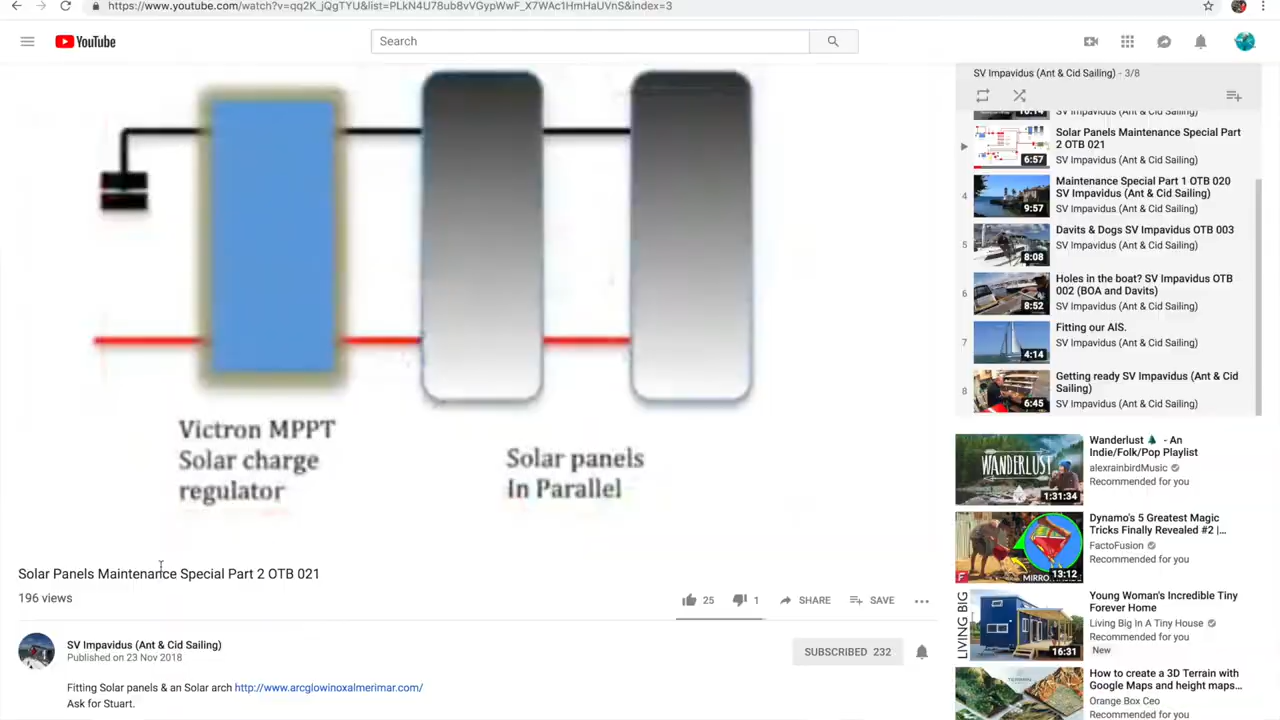 https://www.youtube.com/watch?v=qq2K_jQgTYU&list=PLkN4U78ub8vVGypWwF_X7WAc1HmHaUVnS&index=3
YouTube
Search
Victron MPPT
Solar charge
regulator
Solar panels
In Parallel
Solar Panels Maintenance Special Part 2 OTB 021
196 views
25
1
SHARE
SAVE
SV Impavidus (Ant & Cid Sailing)
Published on 23 Nov 2018
SUBSCRIBED 232
Fitting Solar panels & an Solar arch http://www.arcglowinoxalmerimar.com/
Ask for Stuart.
SV Impavidus (Ant & Cid Sailing) - 3/8
10:14
SV Impavidus (Ant & Cid Sailing)
Solar Panels Maintenance Special Part
2 OTB 021
SV Impavidus (Ant & Cid Sailing)
6:57
4
Maintenance Special Part 1 OTB 020
SV Impavidus (Ant & Cid Sailing)
SV Impavidus (Ant & Cid Sailing)
9:57
5
Davits & Dogs SV Impavidus OTB 003
SV Impavidus (Ant & Cid Sailing)
8:08
6
Holes in the boat? SV Impavidus OTB
002 (BOA and Davits)
SV Impavidus (Ant & Cid Sailing)
8:52
7
Fitting our AIS.
SV Impavidus (Ant & Cid Sailing)
4:14
8
Getting ready SV Impavidus (Ant & Cid
Sailing)
SV Impavidus (Ant & Cid Sailing)
6:45
WANDERLUST
1:31:34
Wanderlust - An
Indie/Folk/Pop Playlist
alexrainbirdMusic
Recommended for you
MIRRO
13:12
Dynamo's 5 Greatest Magic
Tricks Finally Revealed #2 |...
FactoFusion
Recommended for you
LIVING BIG
16:31
Young Woman's Incredible Tiny
Forever Home
Living Big In A Tiny House
Recommended for you
New
How to create a 3D Terrain with
Google Maps and height maps...
Orange Box Ceo
Recommended for you